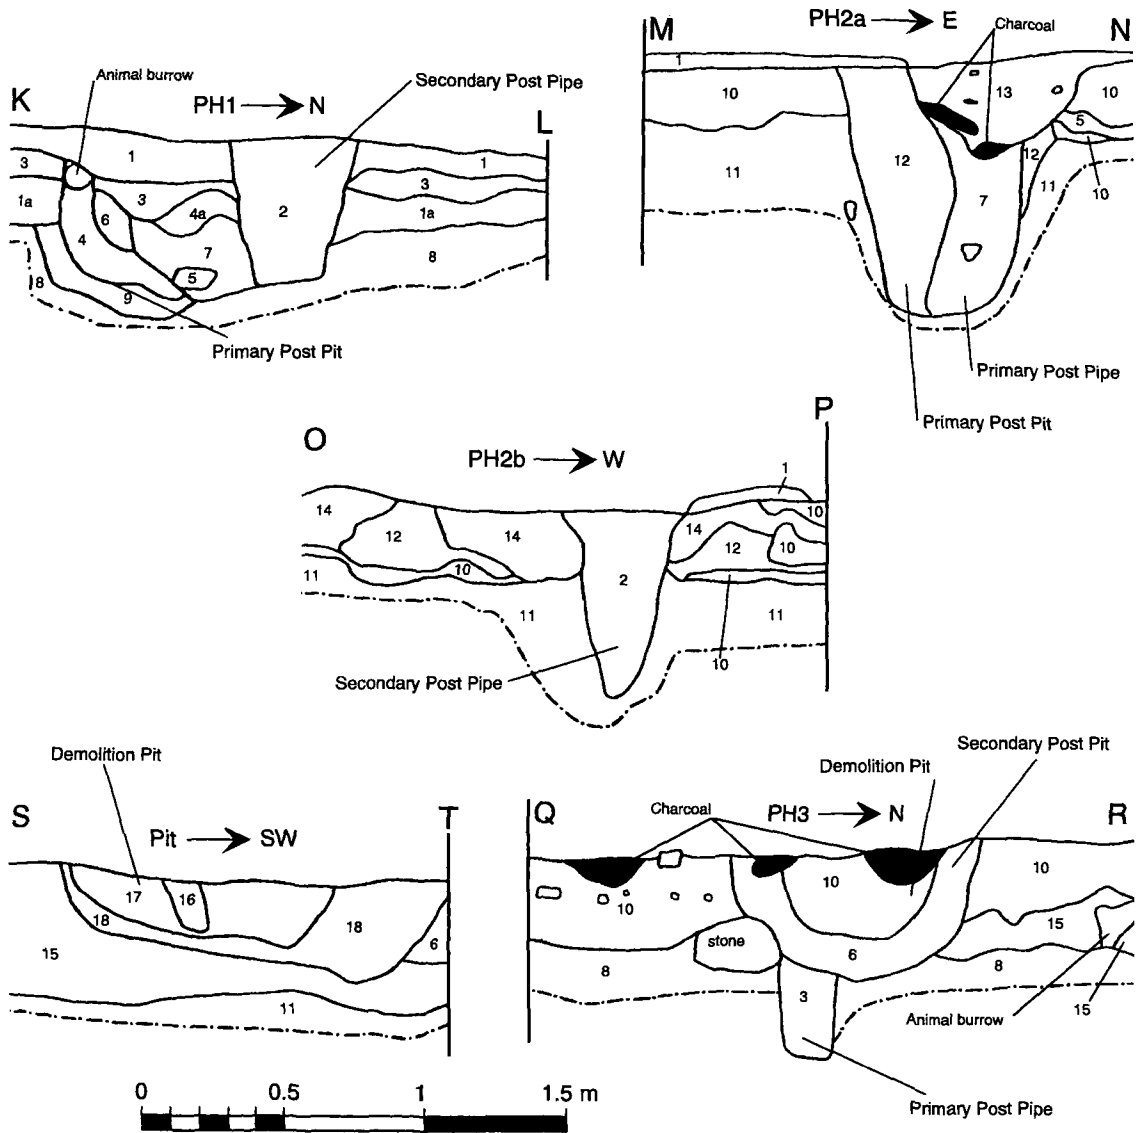 K
Animal burrow
PH1 N
Secondary Post Pipe
L
3
1
1
3
3
1a
6
4a
2
1a
4
7
8
5
8
9
Primary Post Pit
M
PH2a E
Charcoal
N
1
10
13
10
5
12
12
11
7
11
10
Primary Post Pipe
Primary Post Pit
O
PH2b W
P
1
14
10
12
14
14
12
10
10
11
2
11
11
10
Secondary Post Pipe
Demolition Pit
S
Pit SW
T
17
16
18
18
6
15
11
Secondary Post Pit
Demolition Pit
Charcoal
Q
PH3 N
R
10
10
10
15
stone
6
8
8
3
Animal burrow
15
Primary Post Pipe
0 0.5 1 1.5 m